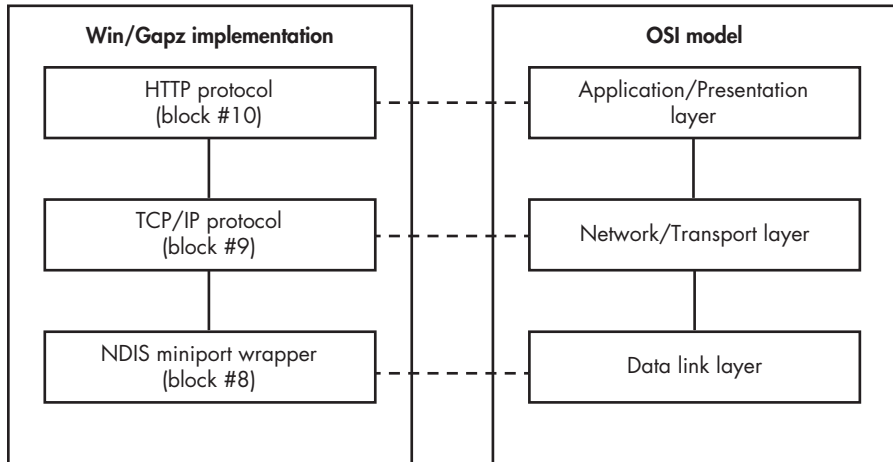 Win/Gapz implementation
HTTP protocol
(block #10)
TCP/IP protocol
(block #9)
NDIS miniport wrapper
(block #8)
OSI model
Application/Presentation
layer
Network/Transport layer
Data link layer